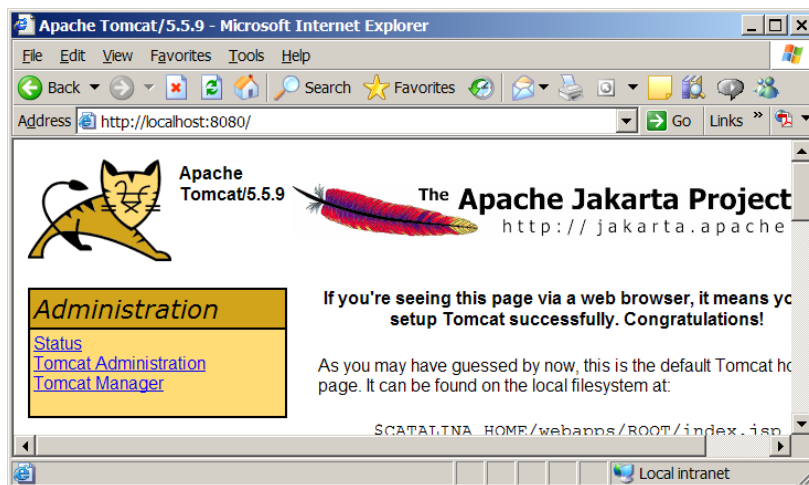 Apache Tomcat/5.5.9 - Microsoft Internet Explorer
File Edit View Favorites Tools Help
Back Search Favorites
Address http://localhost:8080/ Go Links »
Apache
Tomcat/5.5.9
The Apache Jakarta Project
http://jakarta.apache
Administration
Status
Tomcat Administration
Tomcat Manager
If you're seeing this page via a web browser, it means yo
setup Tomcat successfully. Congratulations!
As you may have guessed by now, this is the default Tomcat ho
page. It can be found on the local filesystem at:
$CATALINA_HOME/webapps/ROOT/index.jsp
Local intranet